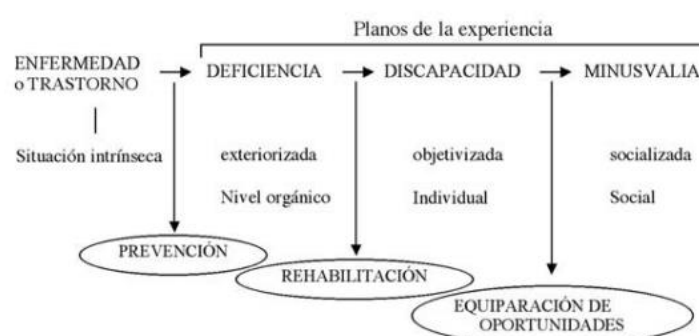 Planos de la experiencia
ENFERMEDAD
o TRASTORNO
DEFICIENCIA
DISCAPACIDAD
MINUSVALIA
Situación intrínseca
exteriorizada
objetivizada
socializada
Nivel orgánico
Individual
Social
PREVENCIÓN
REHABILITACIÓN
EQUIPARACIÓN DE
OPORTUNIDADES